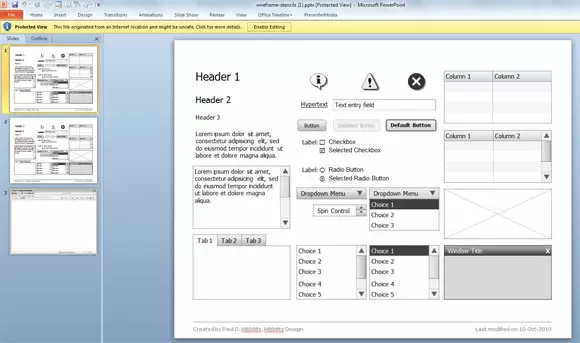 wireframe-stencils (1).pptx [Protected View] - Microsoft PowerPoint
File Home Insert Design Transitions Animations Slide Show Review View Office Timeline+ PresenterMedia
Protected View This file originated from an Internet location and might be unsafe. Click for more details. Enable Editing
Slides Outline
1
2
3
Header 1
Header 2
Header 3
Lorem ipsum dolor sit amet,
consectetur adipisicing elit, sed
do eiusmod tempor incididunt ut
labore et dolore magna aliqua.
Lorem ipsum dolor sit
amet, consectetur
adipisicing elit, sed do
eiusmod tempor
incididunt ut labore et
dolore magna aliqua.
Tab 1 Tab 2 Tab 3
Hypertext Text entry field
Button Disabled Button Default Button
Label: Checkbox
Selected Checkbox
Label: Radio Button
Selected Radio Button
Dropdown Menu Dropdown Menu
Choice 1
Spin Control Choice 2
Choice 3
Choice 1 Choice 1
Choice 2 Choice 2
Choice 3 Choice 3
Choice 4 Choice 4
Choice 5 Choice 5
Column 1 Column 2
Column 1 Column 2
Window Title X
Created by Paul D. Hibbitts, Hibbitts Design Last modified on 10-Oct-2010